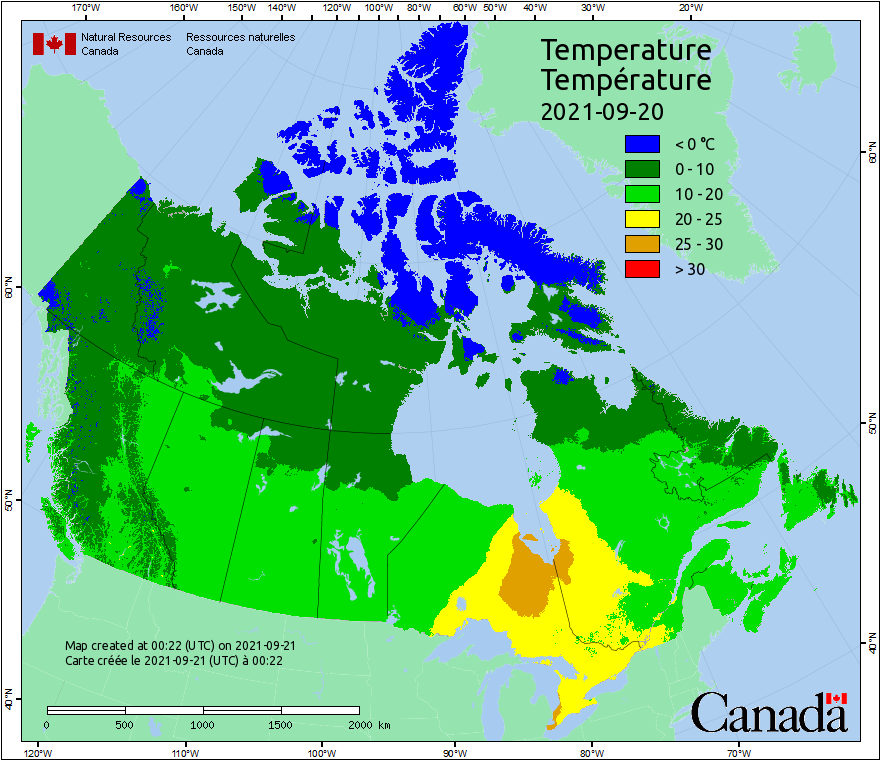 170°W 160°W 150°W 140°W 130°W 120°W 110°W 100°W 90°W 80°W 70°W 60°W 50°W 40°W 30°W 20°W
Natural Resources Ressources naturelles
Canada Canada
Temperature
Température
2021-09-20
< 0 °C
0 - 10
10 - 20
20 - 25
25 - 30
> 30
60°N
50°N
40°N
60°N
50°N
40°N
Map created at 00:22 (UTC) on 2021-09-21
Carte créée le 2021-09-21 (UTC) à 00:22
0 500 1000 1500 2000 km
Canada
120°W 110°W 100°W 90°W 80°W 70°W